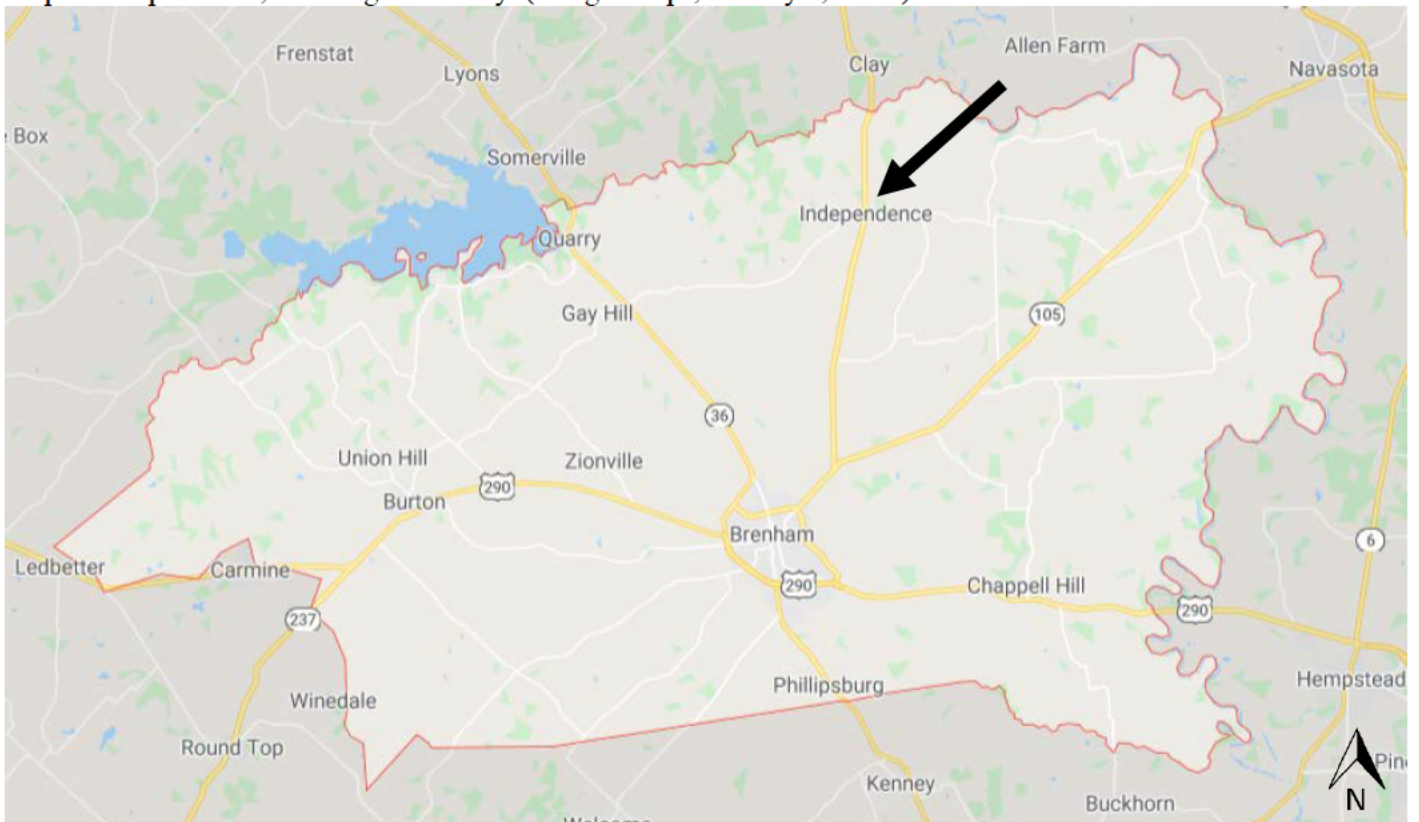 Frenstat
Lyons
Clay
Allen Farm
Navasota
Box
Somerville
Independence
Quarry
Gay Hill
105
36
Union Hill
Zionville
290
Burton
Brenham
6
Ledbetter
Carmine
290
Chappell Hill
290
237
Phillipsburg
Hempstead
Winedale
Round Top
Kenney
N
Buckhorn